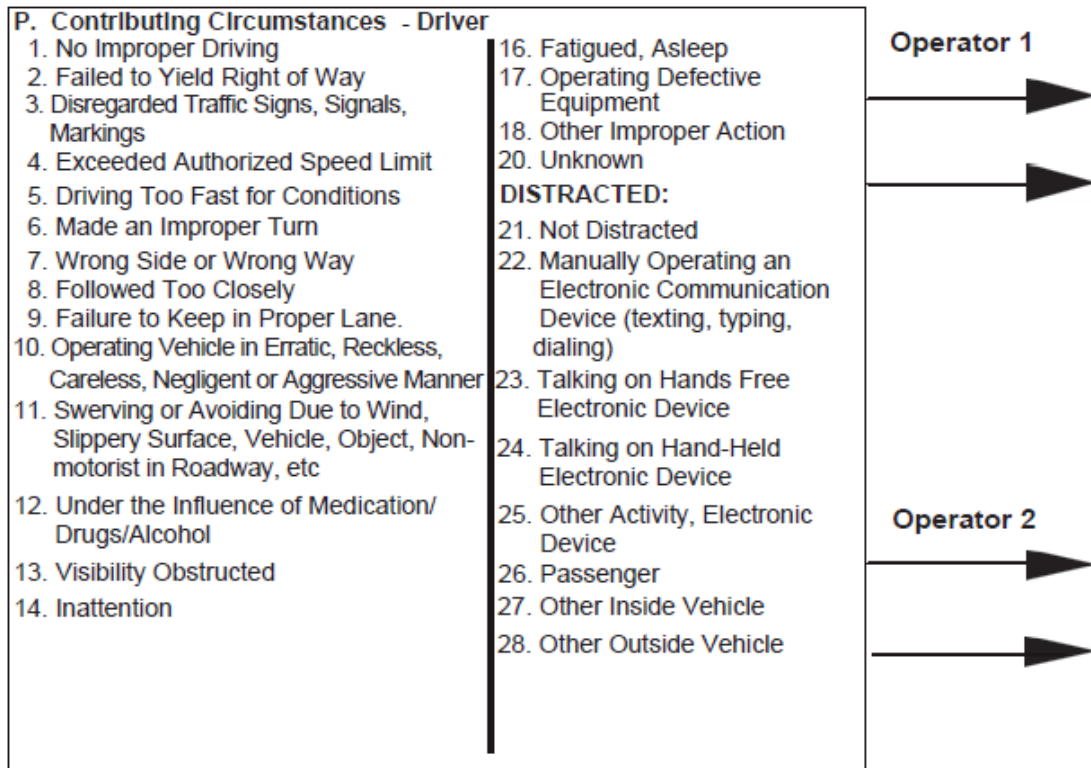 P. Contributing Circumstances - Driver
1. No Improper Driving
2. Failed to Yield Right of Way
3. Disregarded Traffic Signs, Signals,
Markings
4. Exceeded Authorized Speed Limit
5. Driving Too Fast for Conditions
6. Made an Improper Turn
7. Wrong Side or Wrong Way
8. Followed Too Closely
9. Failure to Keep in Proper Lane.
10. Operating Vehicle in Erratic, Reckless,
Careless, Negligent or Aggressive Manner
11. Swerving or Avoiding Due to Wind,
Slippery Surface, Vehicle, Object, Non-
motorist in Roadway, etc
12. Under the Influence of Medication/
Drugs/Alcohol
13. Visibility Obstructed
14. Inattention
16. Fatigued, Asleep
17. Operating Defective
Equipment
18. Other Improper Action
20. Unknown
DISTRACTED:
21. Not Distracted
22. Manually Operating an
Electronic Communication
Device (texting, typing,
dialing)
23. Talking on Hands Free
Electronic Device
24. Talking on Hand-Held
Electronic Device
25. Other Activity, Electronic
Device
26. Passenger
27. Other Inside Vehicle
28. Other Outside Vehicle
Operator 1
Operator 2